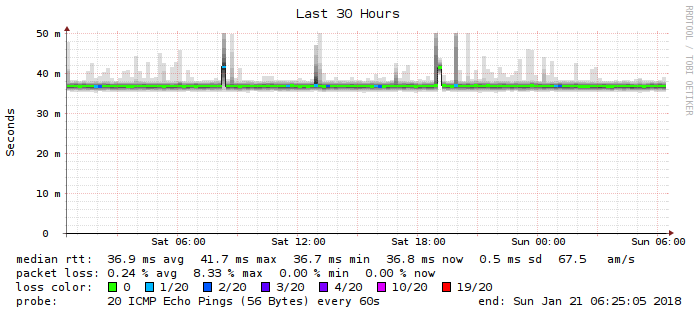 Last 30 Hours
RRDTOOL / TOBI OETIKER
Seconds
50 m
40 m
30 m
20 m
10 m
0
Sat 06:00 Sat 12:00 Sat 18:00 Sun 00:00 Sun 06:00
median rtt: 36.9 ms avg 41.7 ms max 36.7 ms min 36.8 ms now 0.5 ms sd 67.5 am/s
packet loss: 0.24 % avg 8.33 % max 0.00 % min 0.00 % now
loss color: 0 1/20 2/20 3/20 4/20 10/20 19/20
probe: 20 ICMP Echo Pings (56 Bytes) every 60s end: Sun Jan 21 06:25:05 2018